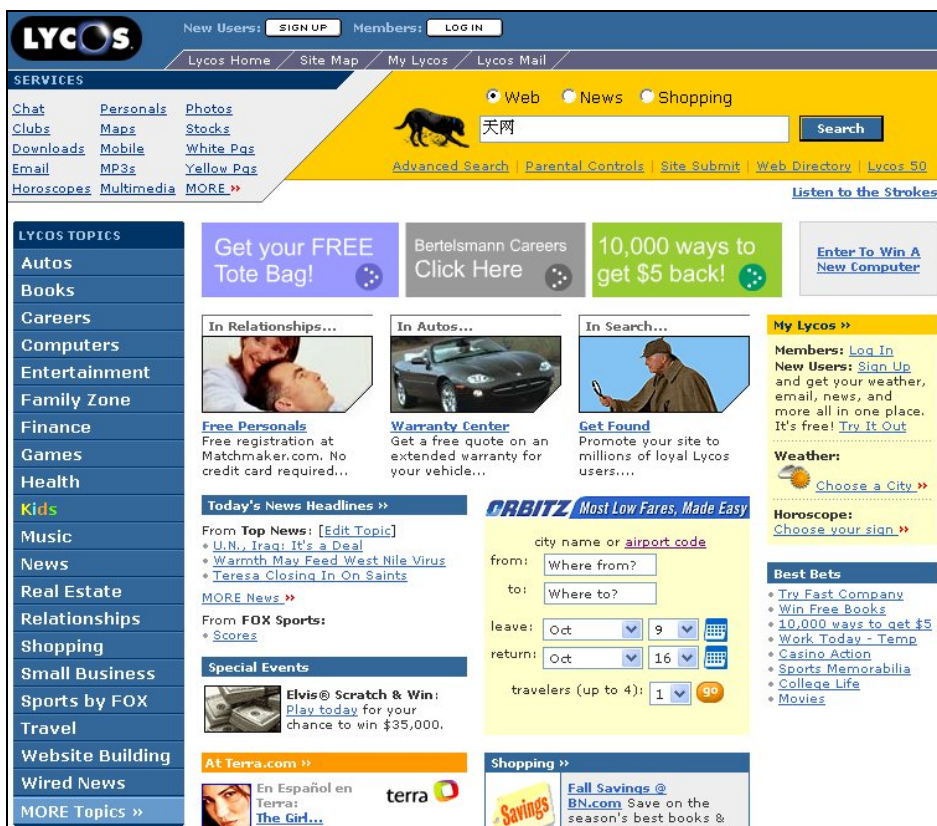 LYCOS
New Users: SIGN UP Members: LOG IN
Lycos Home / Site Map / My Lycos / Lycos Mail /
SERVICES
Chat Personals Photos
Clubs Maps Stocks
Downloads Mobile White Pgs
Email MP3s Yellow Pgs
Horoscopes Multimedia MORE »
Web News Shopping
天网 Search
Advanced Search | Parental Controls | Site Submit | Web Directory | Lycos 50
Listen to the Strokes
LYCOS TOPICS
Autos
Books
Careers
Computers
Entertainment
Family Zone
Finance
Games
Health
Kids
Music
News
Real Estate
Relationships
Shopping
Small Business
Sports by FOX
Travel
Website Building
Wired News
MORE Topics »
Get your FREE
Tote Bag!
Bertelsmann Careers
Click Here
10,000 ways to
get $5 back!
Enter To Win A
New Computer
In Relationships...
Free Personals
Free registration at
Matchmaker.com. No
credit card required...
In Autos...
Warranty Center
Get a free quote on an
extended warranty for
your vehicle...
In Search...
Get Found
Promote your site to
millions of loyal Lycos
users....
My Lycos »
Members: Log In
New Users: Sign Up
and get your weather,
email, news, and
more all in one place.
It's free! Try It Out
Weather:
Choose a City »
Horoscope:
Choose your sign »
Today's News Headlines »
From Top News: [Edit Topic]
• U.N., Iraq: It's a Deal
• Warmth May Feed West Nile Virus
• Teresa Closing In On Saints
MORE News »
From FOX Sports:
• Scores
Special Events
Elvis® Scratch & Win:
Play today for your
chance to win $35,000.
ORBITZ Most Low Fares, Made Easy
city name or airport code
from: Where from?
to: Where to?
leave: Oct 9
return: Oct 16
travelers (up to 4): 1 go
Best Bets
• Try Fast Company
• Win Free Books
• 10,000 ways to get $5
• Work Today - Temp
• Casino Action
• Sports Memorabilia
• College Life
• Movies
At Terra.com »
En Español en
Terra:
The Girl...
terra
Shopping »
Savings
Fall Savings @
BN.com Save on the
season's best books &